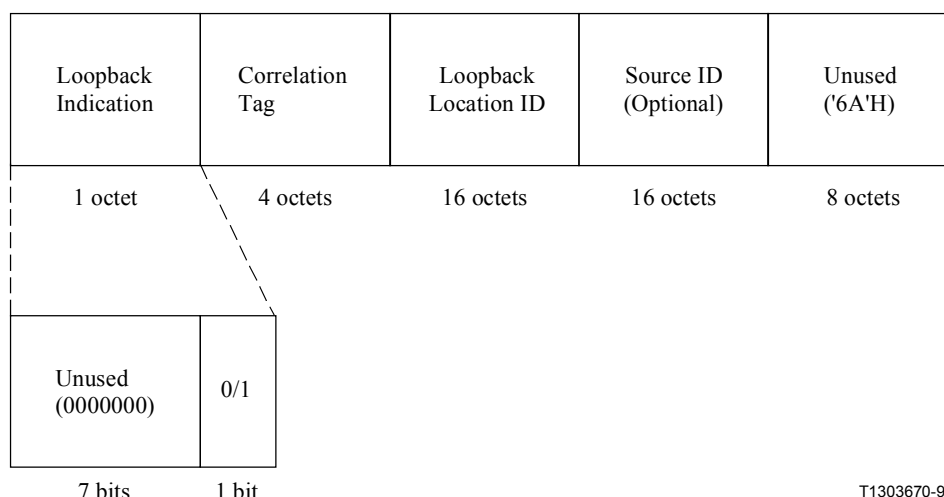 Loopback
Indication
Correlation
Tag
Loopback
Location ID
Source ID
(Optional)
Unused
('6A'H)
1 octet
4 octets
16 octets
16 octets
8 octets
Unused
(0000000)
0/1
7 bits
1 bit
T1303670-9